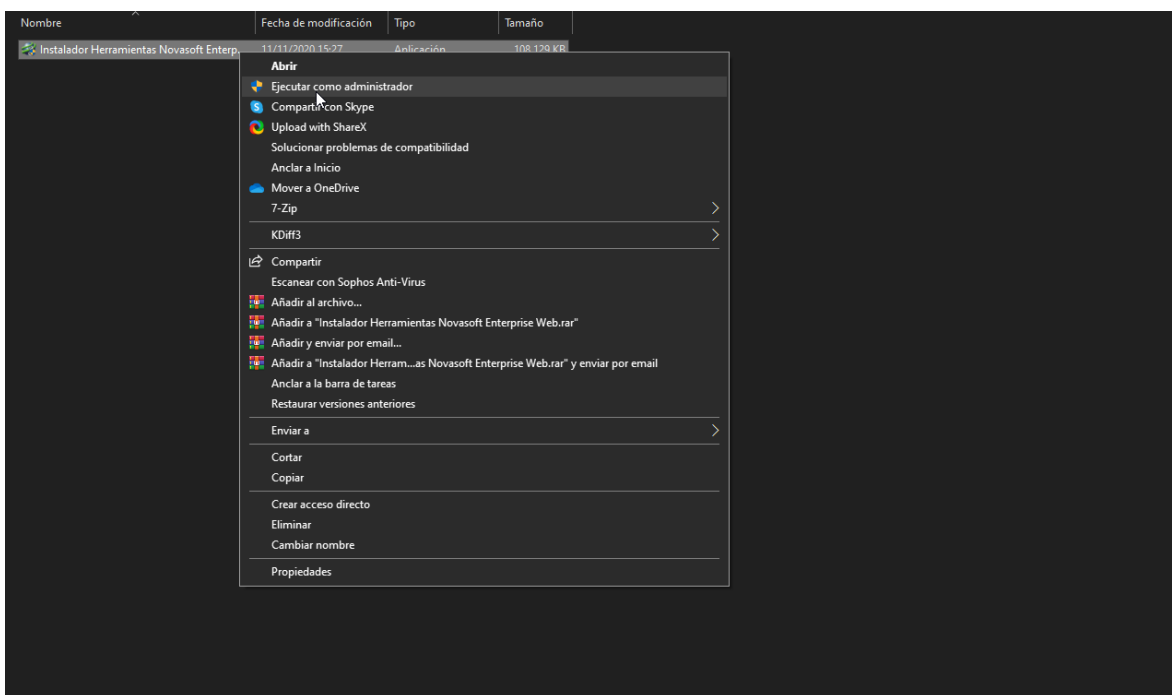 Nombre Fecha de modificación Tipo Tamaño
Instalador Herramientas Novasoft Enterp... 11/11/2020 15:27 Aplicación 108.129 KB
Abrir
Ejecutar como administrador
Compartir con Skype
Upload with ShareX
Solucionar problemas de compatibilidad
Anclar a Inicio
Mover a OneDrive
7-Zip
KDiff3
Compartir
Escanear con Sophos Anti-Virus
Añadir al archivo...
Añadir a "Instalador Herramientas Novasoft Enterprise Web.rar"
Añadir y enviar por email...
Añadir a "Instalador Herram...as Novasoft Enterprise Web.rar" y enviar por email
Anclar a la barra de tareas
Restaurar versiones anteriores
Enviar a
Cortar
Copiar
Crear acceso directo
Eliminar
Cambiar nombre
Propiedades